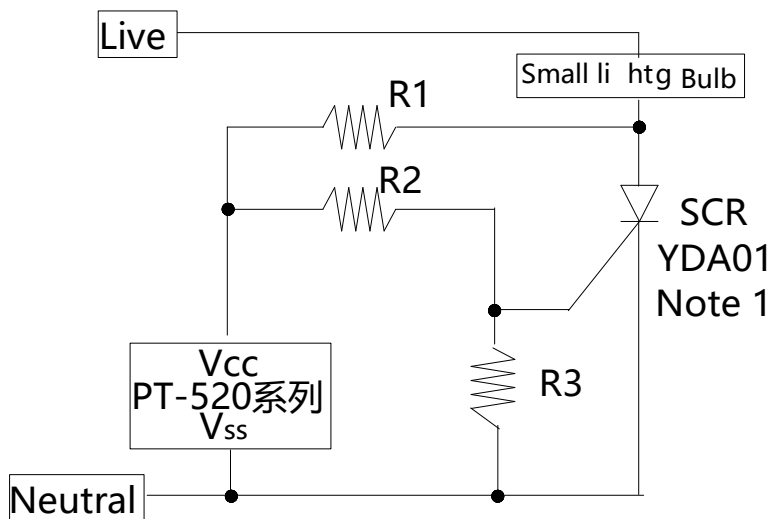 Live
Small li htg Bulb
R1
R2
SCR
YDA01
Note 1
Vcc
PT-520系列
Vss
R3
Neutral